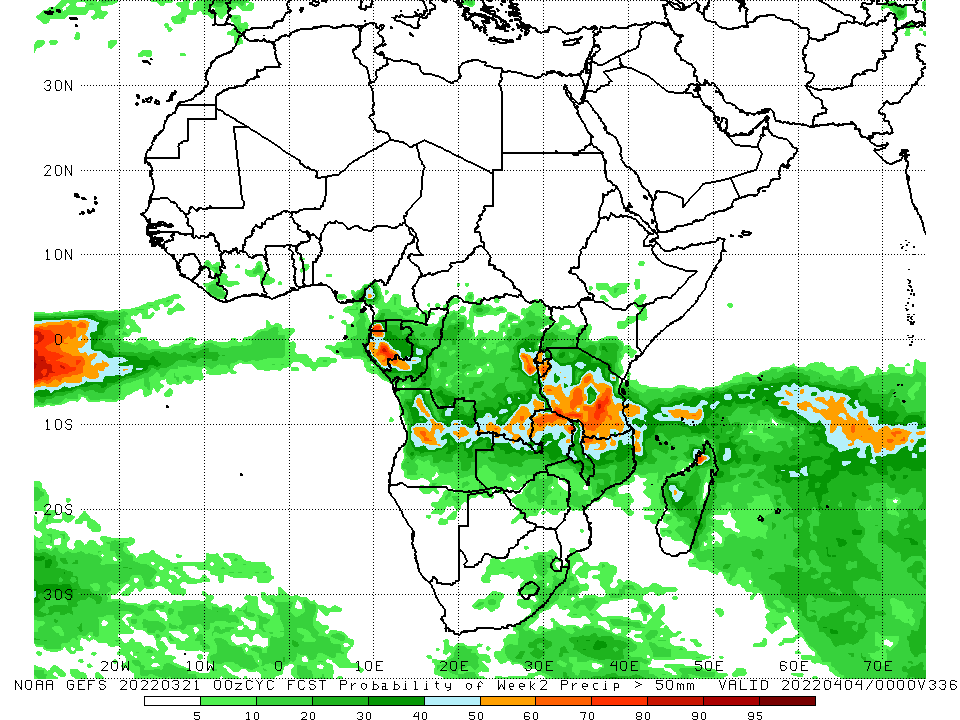 30N
20N
10N
0
10S
20S
30S
20W 10W 0 10E 20E 30E 40E 50E 60E 70E
NOAA GEFS 20220321 00zCYC FCST Probability of Week2 Precip > 50mm VALID 20220404/0000V336
5 10 20 30 40 50 60 70 80 90 95